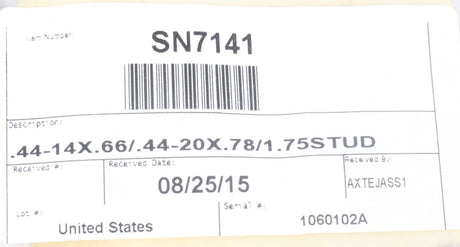 Item Number:
SN7141
Description:
.44-14X.66/.44-20X.78/1.75STUD
Received Date: Received By
08/25/15 AXTEJASS1
Lot #: Serial #:
United States 1060102A